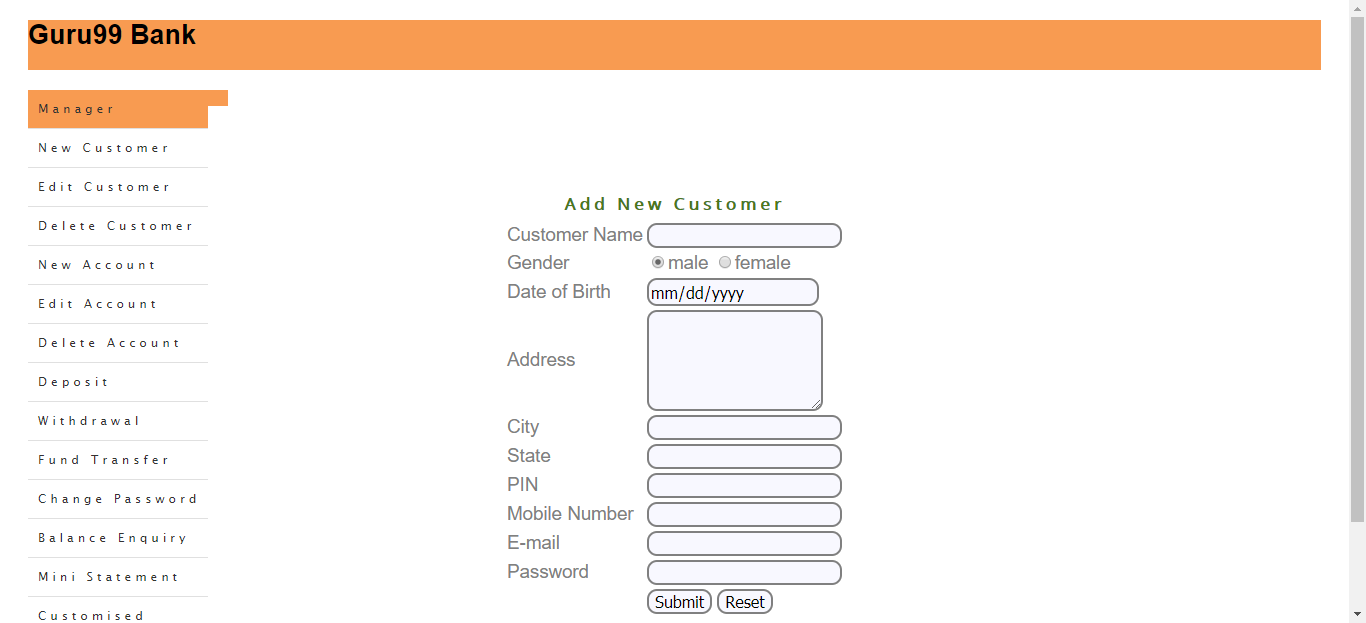 Guru99 Bank
Manager
New Customer
Edit Customer
Delete Customer
New Account
Edit Account
Delete Account
Deposit
Withdrawal
Fund Transfer
Change Password
Balance Enquiry
Mini Statement
Customised
Add New Customer
Customer Name
Gender male female
Date of Birth mm/dd/yyyy
Address
City
State
PIN
Mobile Number
E-mail
Password
Submit Reset